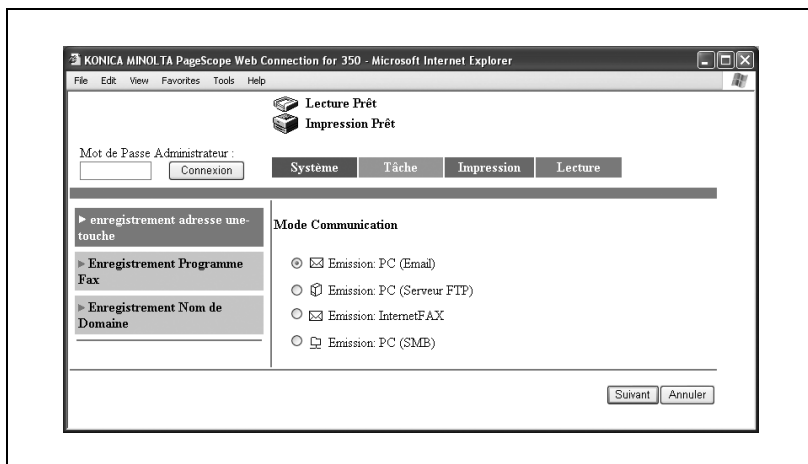 KONICA MINOLTA PageScope Web Connection for 350 - Microsoft Internet Explorer
File Edit View Favorites Tools Help
Lecture Prêt
Impression Prêt
Mot de Passe Administrateur :
Connexion
Système Tâche Impression Lecture
enregistrement adresse une-
touche
Enregistrement Programme
Fax
Enregistrement Nom de
Domaine
Mode Communication
Emission: PC (Email)
Emission: PC (Serveur FTP)
Emission: InternetFAX
Emission: PC (SMB)
Suivant Annuler